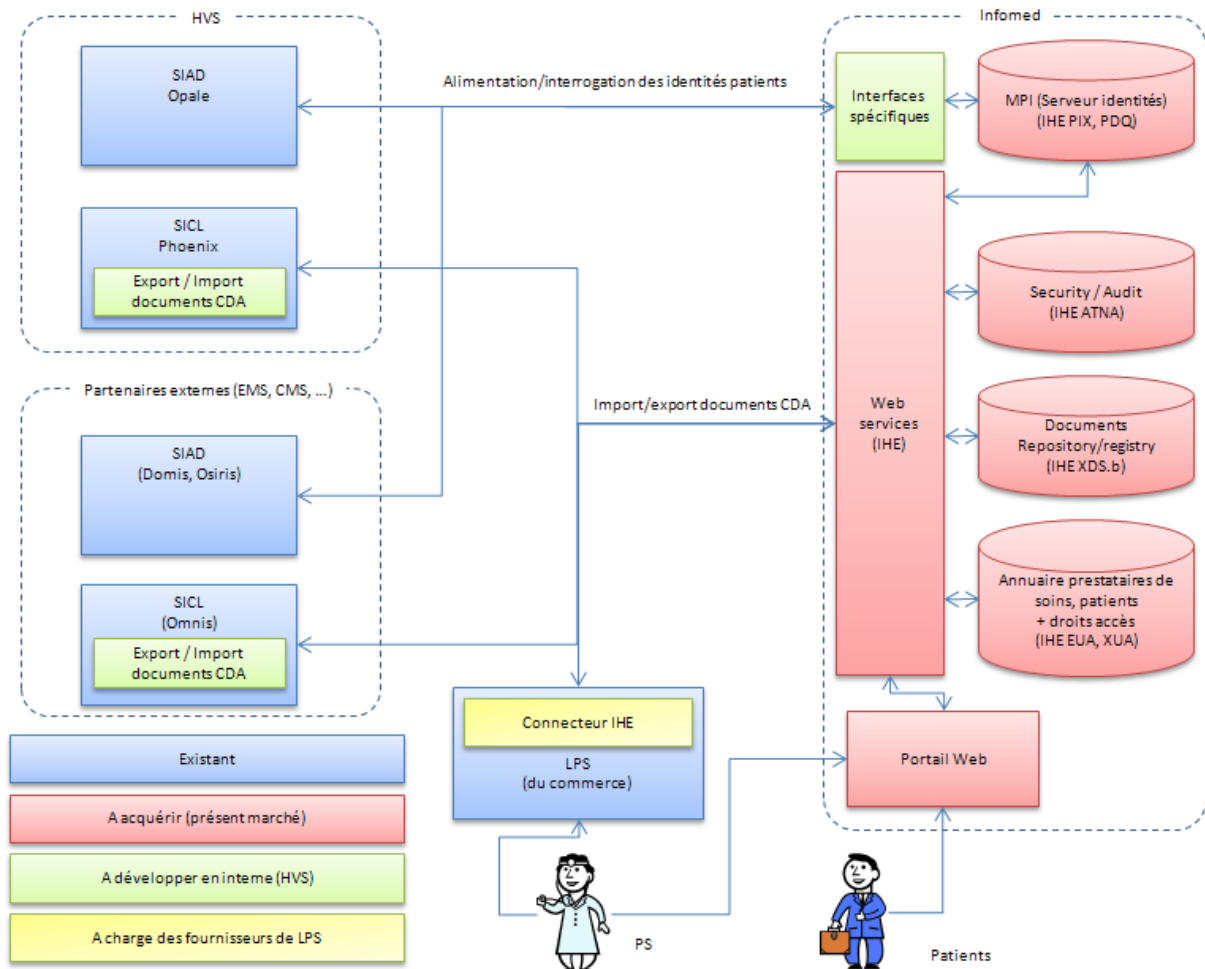 HVS
SIAD
Opale
SICL
Phoenix
Export / Import
documents CDA
Partenaires externes (EMS, CMS, ...)
SIAD
(Domis, Osiris)
SICL
(Omnis)
Export / Import
documents CDA
Alimentation/interrogation des identités patients
Import/export documents CDA
Infomed
Interfaces
spécifiques
MPI (Serveur identités)
(IHE PIX, PDQ)
Web
services
(IHE)
Security / Audit
(IHE ATNA)
Documents
Repository/registry
(IHE XDS.b)
Annuaire prestataires de
soins, patients
+ droits accès
(IHE EUA, XUA)
Portail Web
Connecteur IHE
LPS
(du commerce)
PS
Patients
Existant
A acquérir (présent marché)
A développer en interne (HVS)
A charge des fournisseurs de LPS